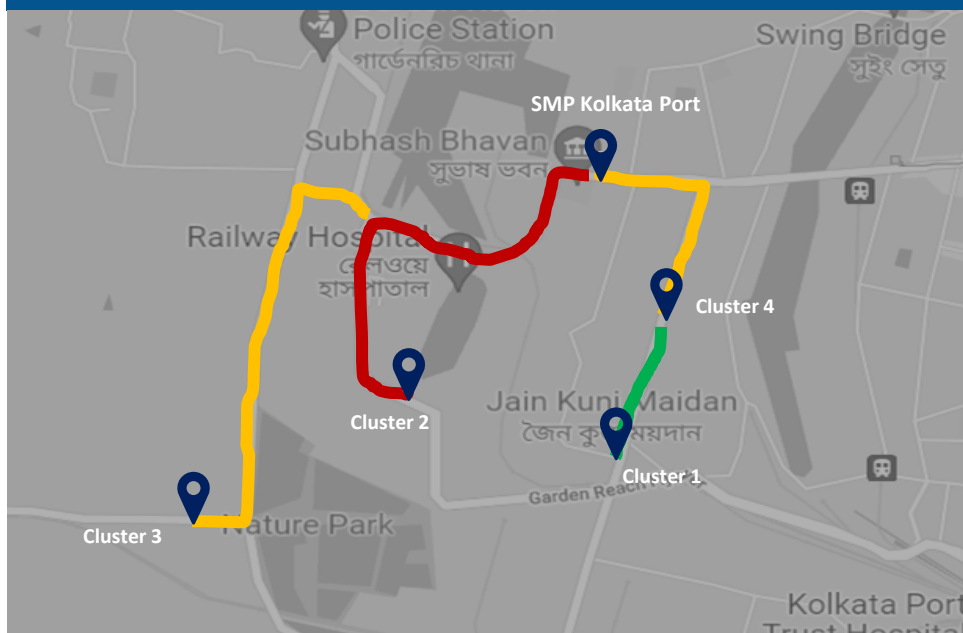 Police Station
গার্ডেনরিচ থানা
Swing Bridge
সুইং সেতু
SMP Kolkata Port
Subhash Bhavan
সুভাষ ভবন
Railway Hospital
রেলওয়ে
হাসপাতাল
Cluster 4
Cluster 2
Jain Kunj Maidan
জৈন কুঞ্জ ময়দান
Cluster 1
Garden Reach
Cluster 3
Nature Park
Kolkata Port
Trust Hospital